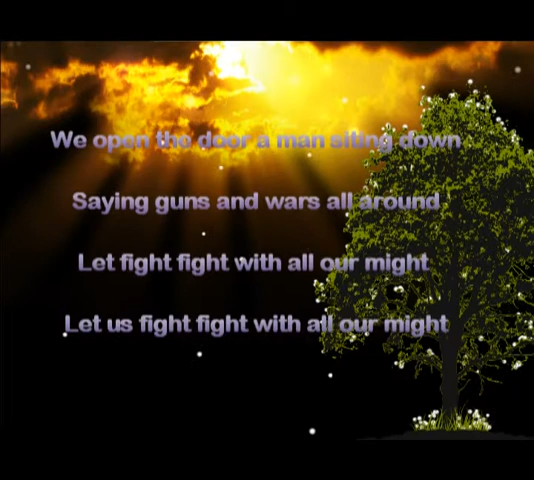 We open the door a man siting down
Saying guns and wars all around
Let fight fight with all our might
Let us fight fight with all our might